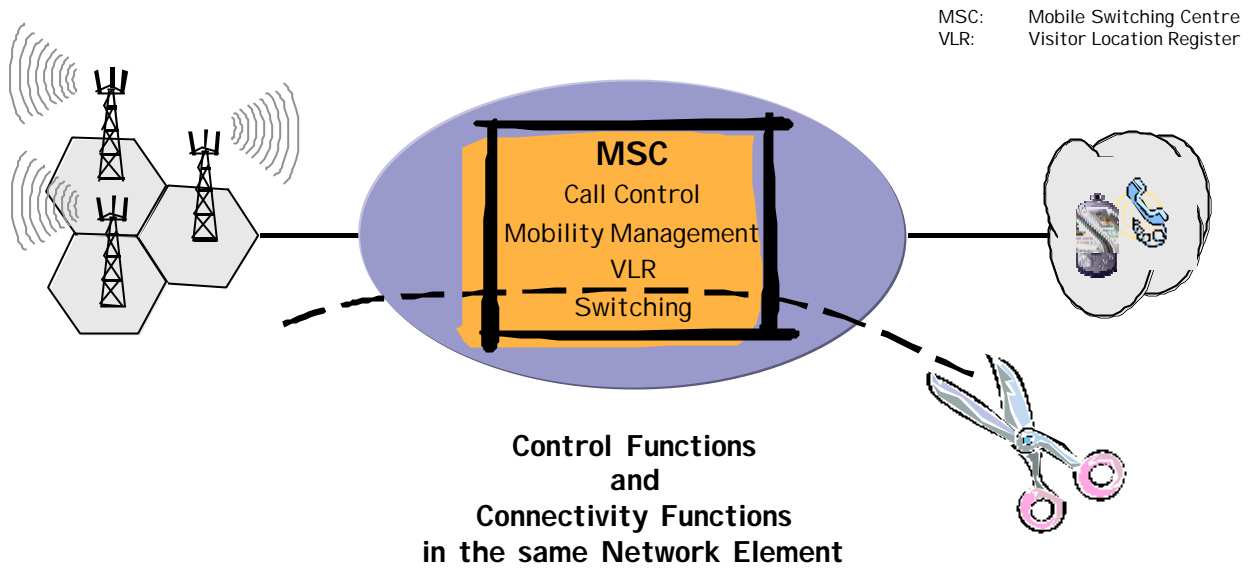 MSC: Mobile Switching Centre
VLR: Visitor Location Register
MSC
Call Control
Mobility Management
VLR
Switching
Control Functions
and
Connectivity Functions
in the same Network Element